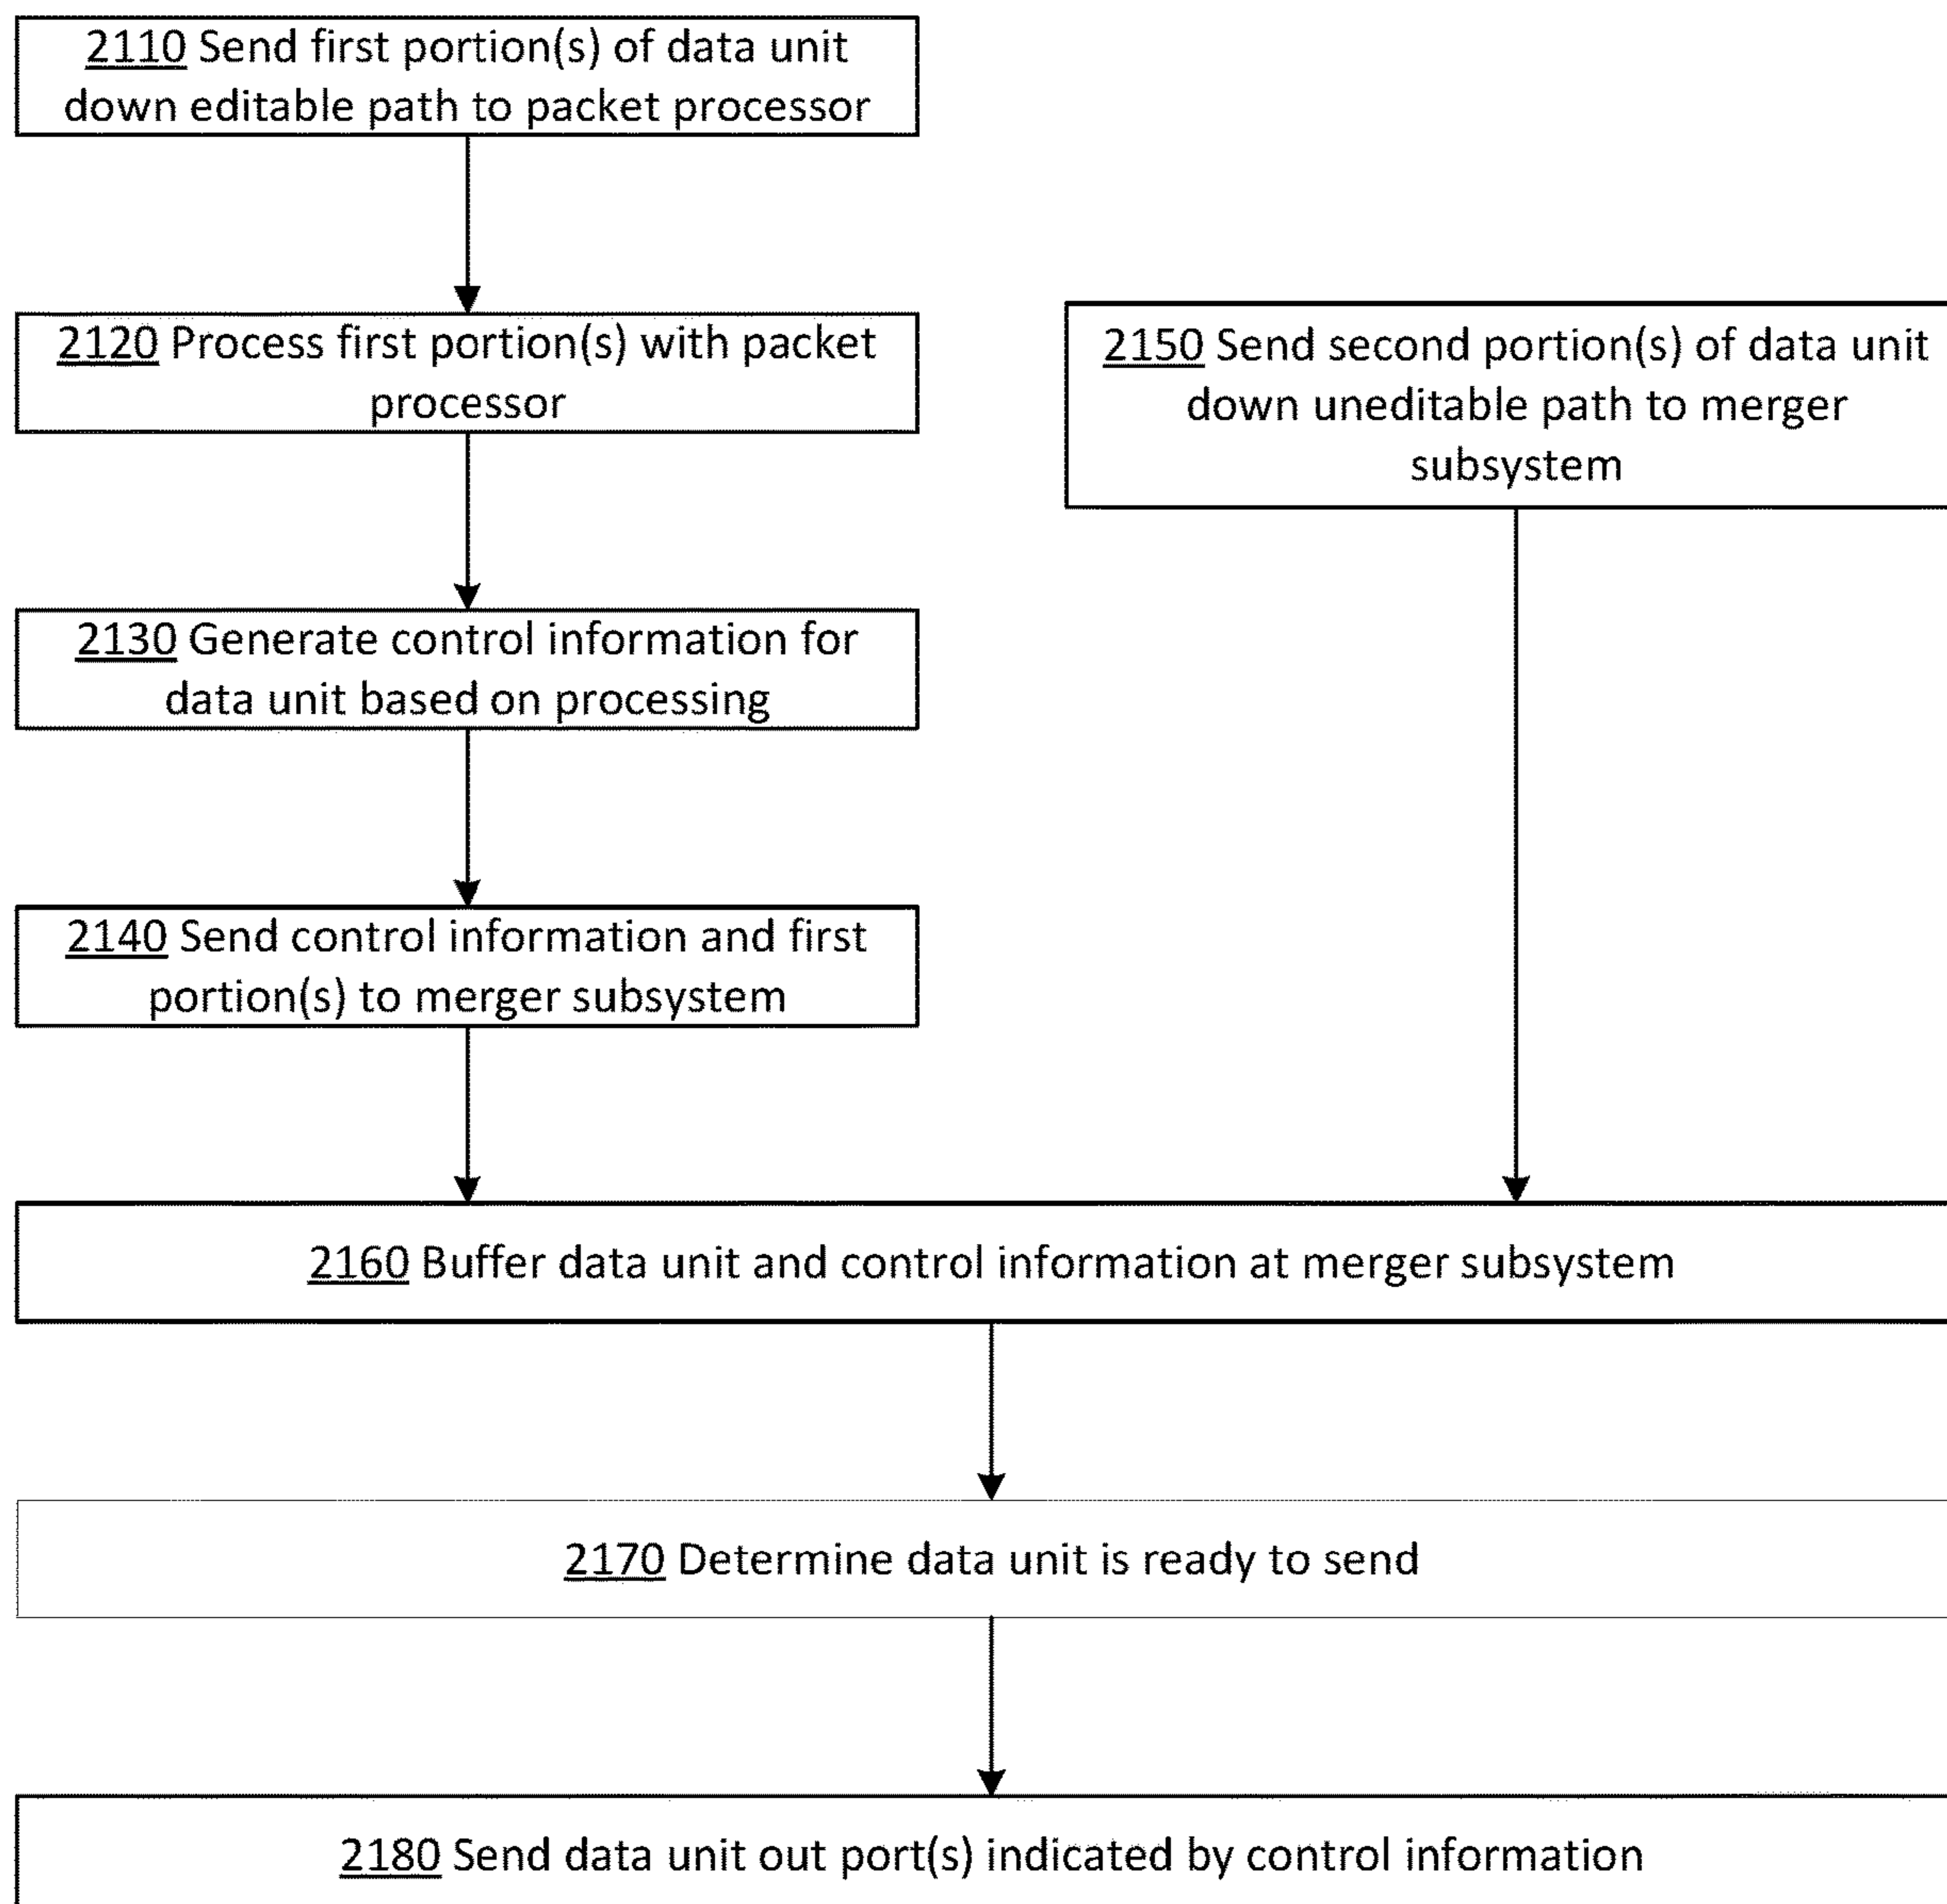 2110 Send first portion(s) of data unit
down editable path to packet processor
2120 Process first portion(s) with packet
processor
2150 Send second portion(s) of data unit
down uneditable path to merger
subsystem
2130 Generate control information for
data unit based on processing
2140 Send control information and first
portion(s) to merger subsystem
2160 Buffer data unit and control information at merger subsystem
2170 Determine data unit is ready to send
2180 Send data unit out port(s) indicated by control information